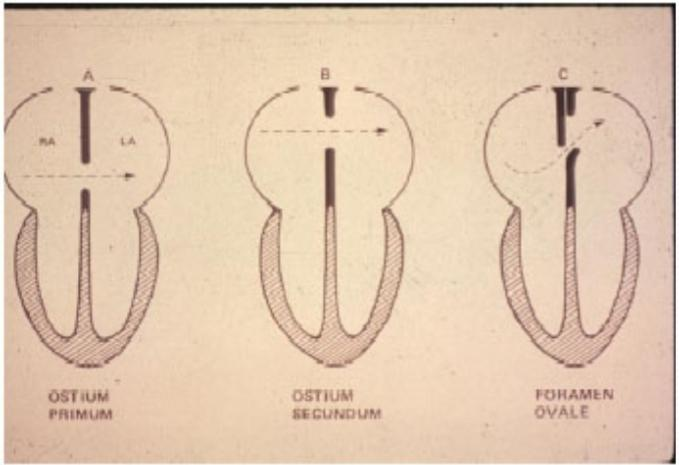 A
B
C
RA
LA
OSTIUM
PRIMUM
OSTIUM
SECUNDUM
FORAMEN
OVALE